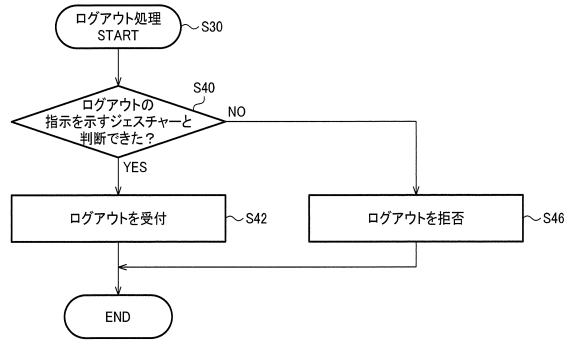 ログアウト処理
START
S30
S40
ログアウトの
指示を示すジェスチャーと
判断できた？
NO
YES
ログアウトを受付
S42
ログアウトを拒否
S46
END